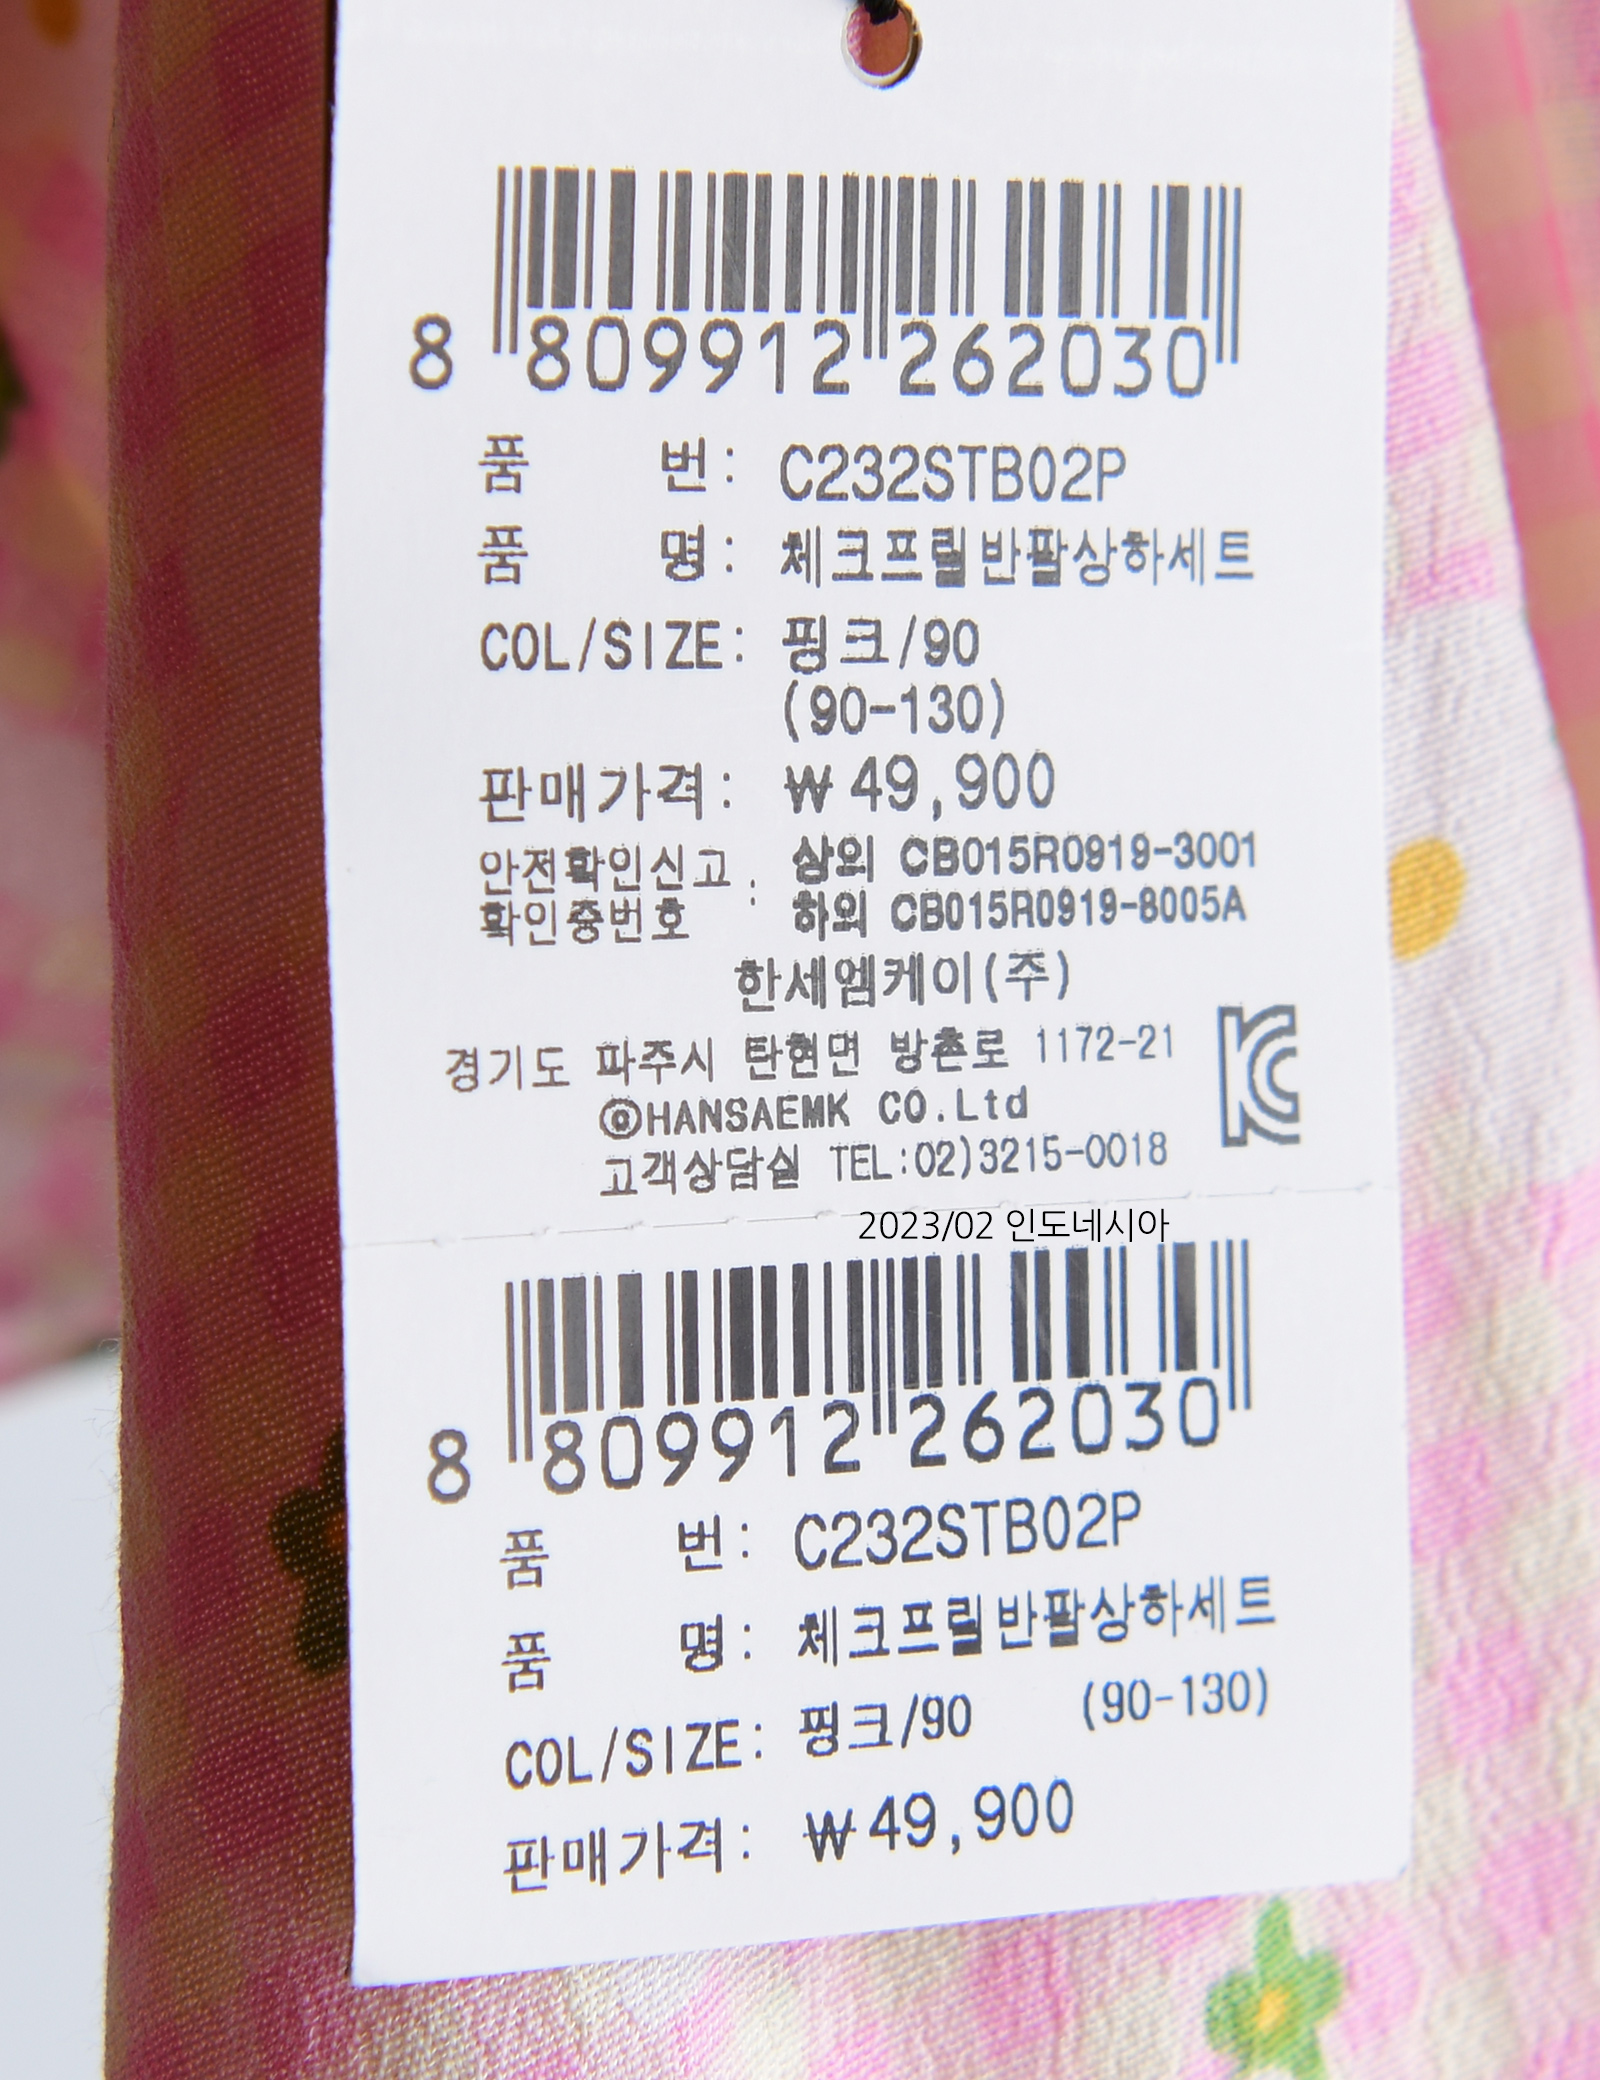 8 809912 262030
품 번: C232STB02P
품 명: 체크프릴반팔상하세트
COL/SIZE: 핑크/90
(90-130)
판매가격: ₩49,900
안전확인신고 확인증번호 : 상의 CB015R0919-3001
하의 CB015R0919-8005A
한세엠케이(주)
경기도 파주시 탄현면 방촌로 1172-21
ⓒHANSAEMK CO.Ltd
고객상담실 TEL:02)3215-0018
KC
2023/02 인도네시아
8 809912 262030
품 번: C232STB02P
품 명: 체크프릴반팔상하세트
COL/SIZE: 핑크/90 (90-130)
판매가격: ₩49,900